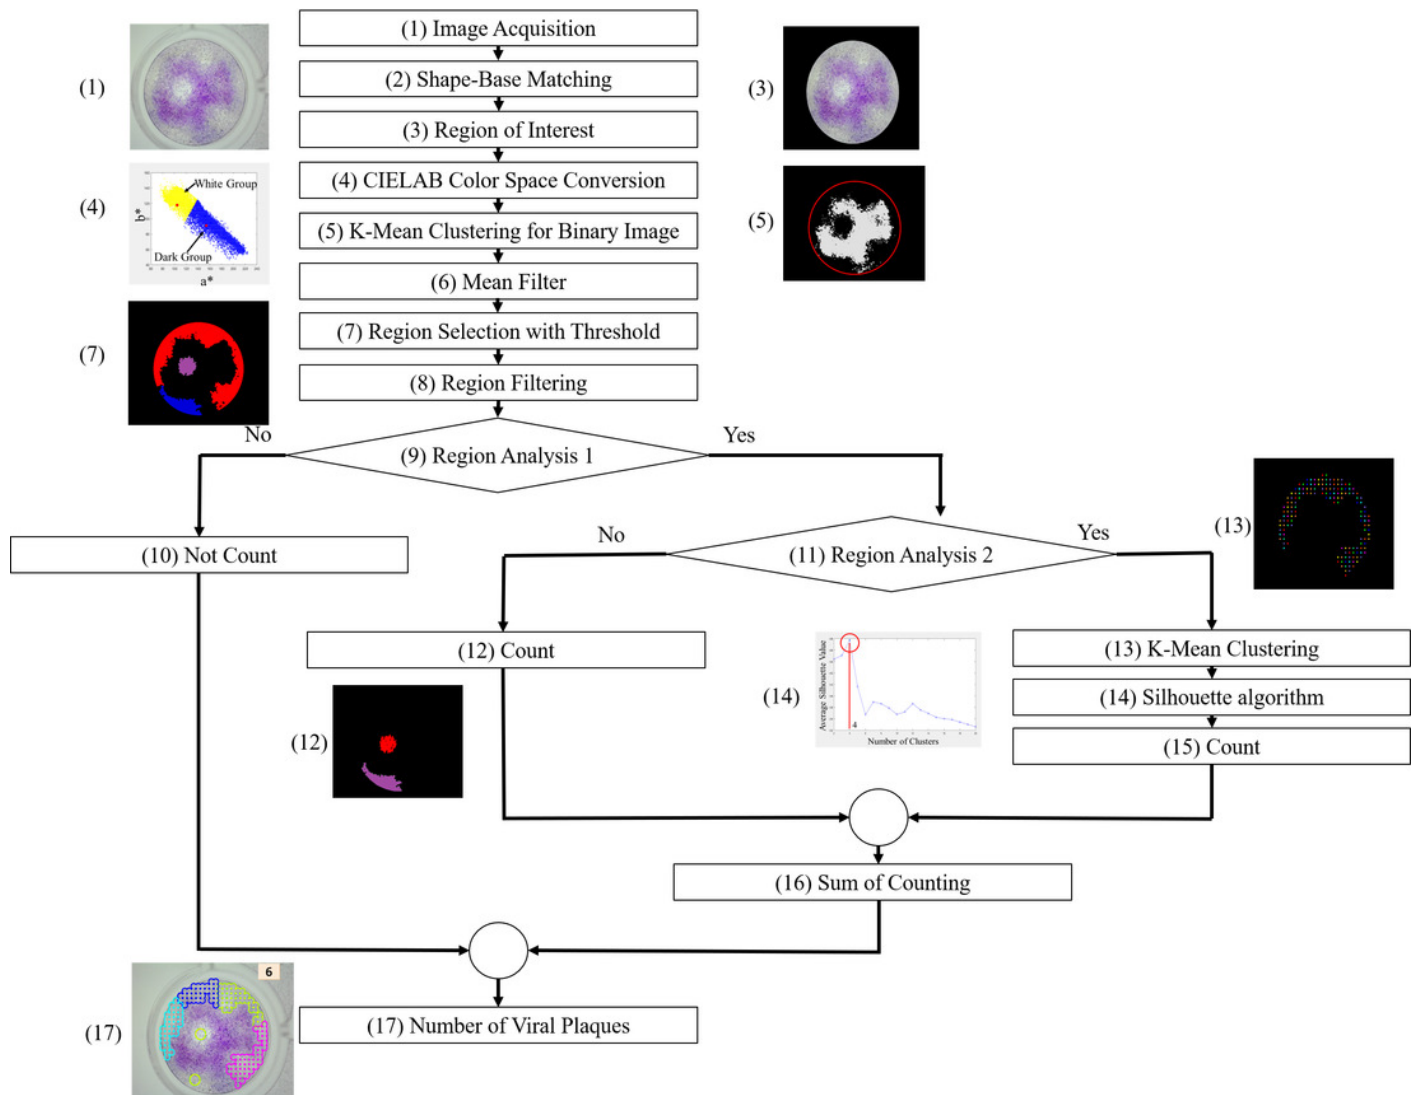 (1) Image Acquisition
(1)
(2) Shape-Base Matching
(3)
(3) Region of Interest
(4) CIELAB Color Space Conversion
White Group
(4)
b*
Dark Group
a*
(5) K-Mean Clustering for Binary Image
(5)
(6) Mean Filter
(7) Region Selection with Threshold
(7)
(8) Region Filtering
No
Yes
(9) Region Analysis 1
(10) Not Count
No
Yes
(11) Region Analysis 2
(13)
(12) Count
(12)
(13) K-Mean Clustering
(14) Silhouette algorithm
(15) Count
(14)
Average Silhouette Value
4
Number of Clusters
(16) Sum of Counting
6
(17)
(17) Number of Viral Plaques